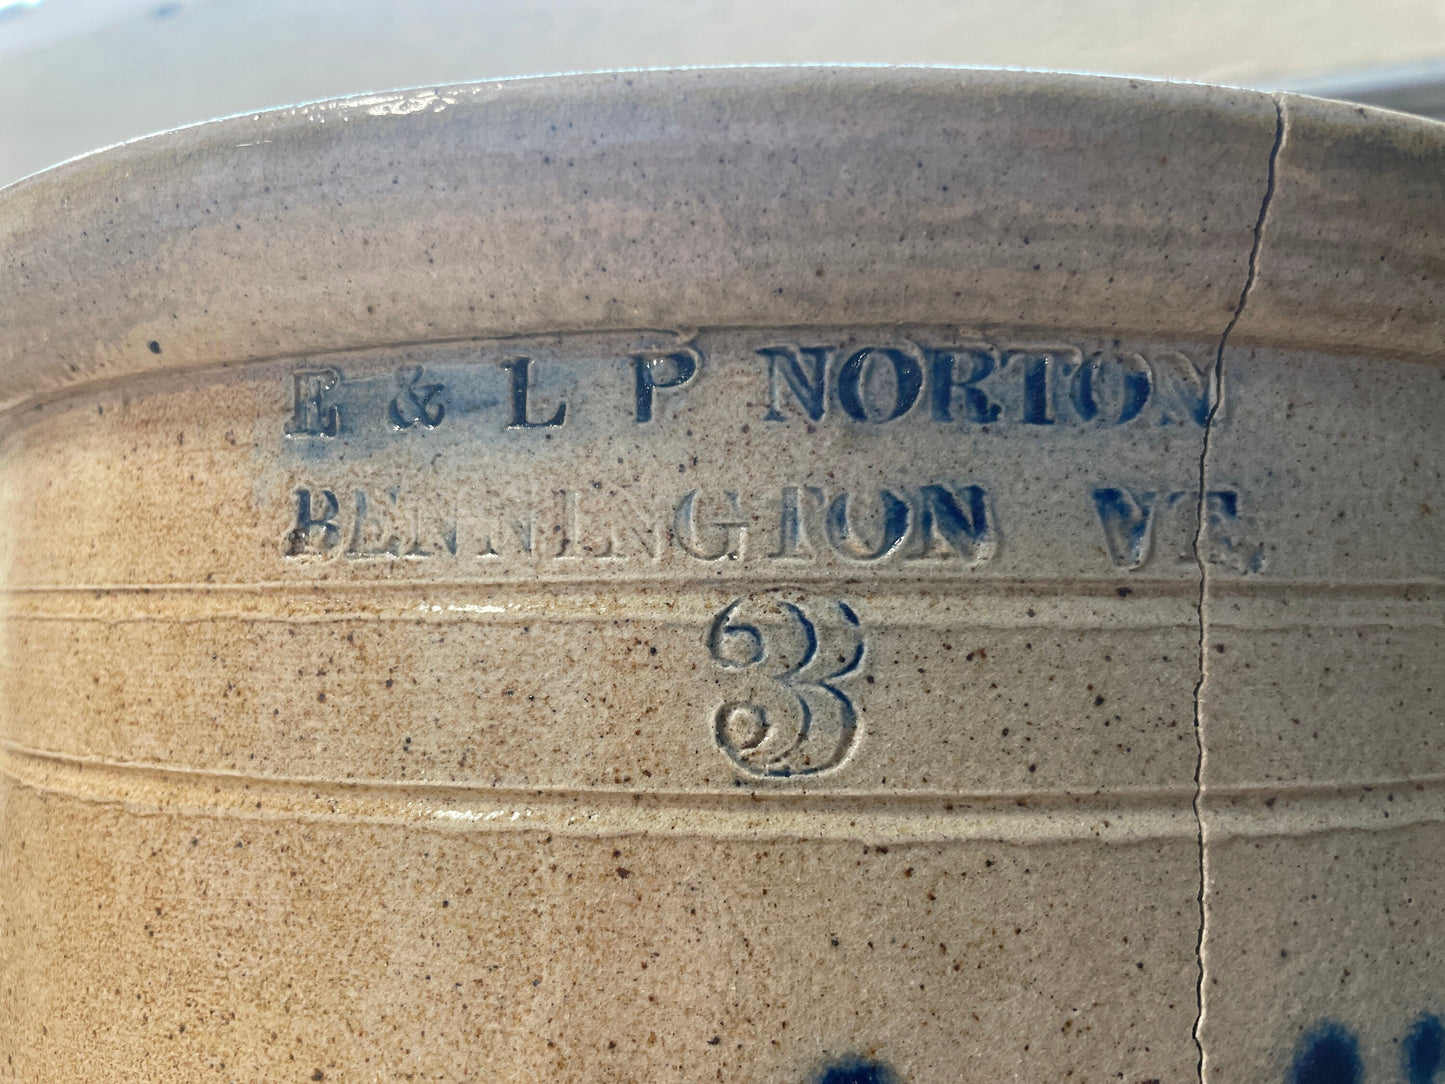 E & L P NORTON
BENNINGTON VT.
3